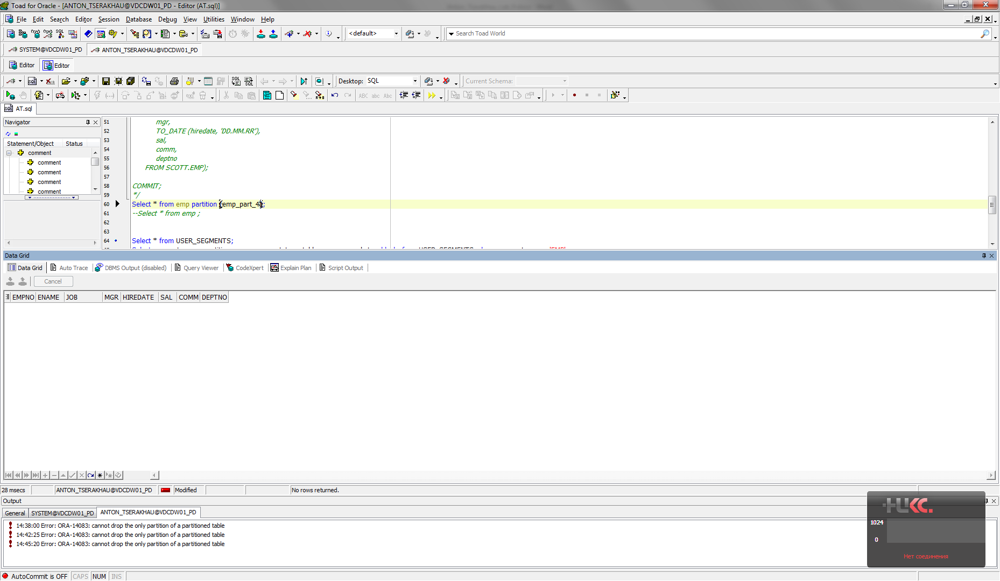 Toad for Oracle - [ANTON_TSERAKHAU@VDCDW01_PD - Editor (AT.sql)]
File Edit Search Editor Session Database Debug View Utilities Window Help
<default> Search Toad World
SYSTEM@VDCDW01_PD ANTON_TSERAKHAU@VDCDW01_PD
Editor Editor
Desktop: SQL Current Schema:
AT.sql
Navigator
Statement/Object Status
comment
comment
comment
comment
comment
51 mgr,
52 TO_DATE (hiredate, 'DD.MM.RR'),
53 sal,
54 comm,
55 deptno
56 FROM SCOTT.EMP);
57
58 COMMIT;
59 */
60 Select * from emp partition (emp_part_4);
61 --Select * from emp ;
62
63
64 Select * from USER_SEGMENTS;
Data Grid
Data Grid Auto Trace DBMS Output (disabled) Query Viewer CodeXpert Explain Plan Script Output
Cancel
EMPNO ENAME JOB MGR HIREDATE SAL COMM DEPTNO
28 msecs ANTON_TSERAKHAU@VDCDW01_PD Modified No rows returned.
Output
General SYSTEM@VDCDW01_PD ANTON_TSERAKHAU@VDCDW01_PD
14:38:00 Error: ORA-14083: cannot drop the only partition of a partitioned table
14:42:25 Error: ORA-14083: cannot drop the only partition of a partitioned table
14:45:20 Error: ORA-14083: cannot drop the only partition of a partitioned table
1024
0
Нет соединения
AutoCommit is OFF CAPS NUM INS